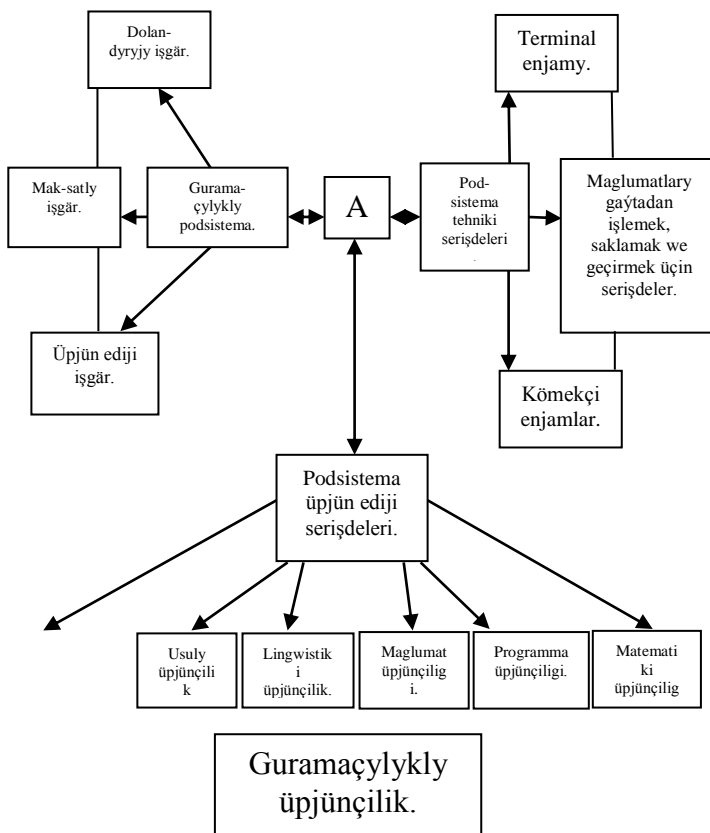 Dolan-
dyryjy işgär.
Terminal
enjamy.
Mak-satly
işgär.
Gurama-
çylykly
podsistema.
A
Pod-
sistema
tehniki
serişdeleri
.
Maglumatlary
gaýtadan
işlemek,
saklamak we
geçirmek üçin
serişdeler.
Üpjün ediji
işgär.
Kömekçi
enjamlar.
Podsistema
üpjün ediji
serişdeleri.
Usuly
üpjünçili
k
Lingwistik
i
üpjünçilik.
Maglumat
üpjünçilig
i.
Programma
üpjünçiligi.
Matemati
ki
üpjünçilig
Guramaçylykly
üpjünçilik.